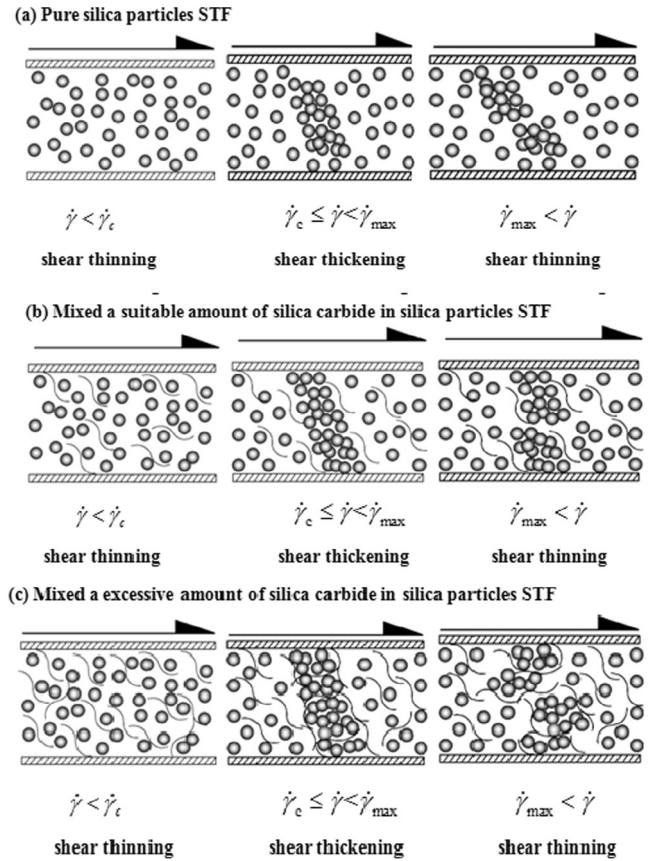 (a) Pure silica particles STF
γ̇ < γ̇c γ̇c ≤ γ̇ < γ̇max γ̇max < γ̇
shear thinning shear thickening shear thinning
(b) Mixed a suitable amount of silica carbide in silica particles STF
γ̇ < γ̇c γ̇c ≤ γ̇ < γ̇max γ̇max < γ̇
shear thinning shear thickening shear thinning
(c) Mixed a excessive amount of silica carbide in silica particles STF
γ̇ < γ̇c γ̇c ≤ γ̇ < γ̇max γ̇max < γ̇
shear thinning shear thickening shear thinning